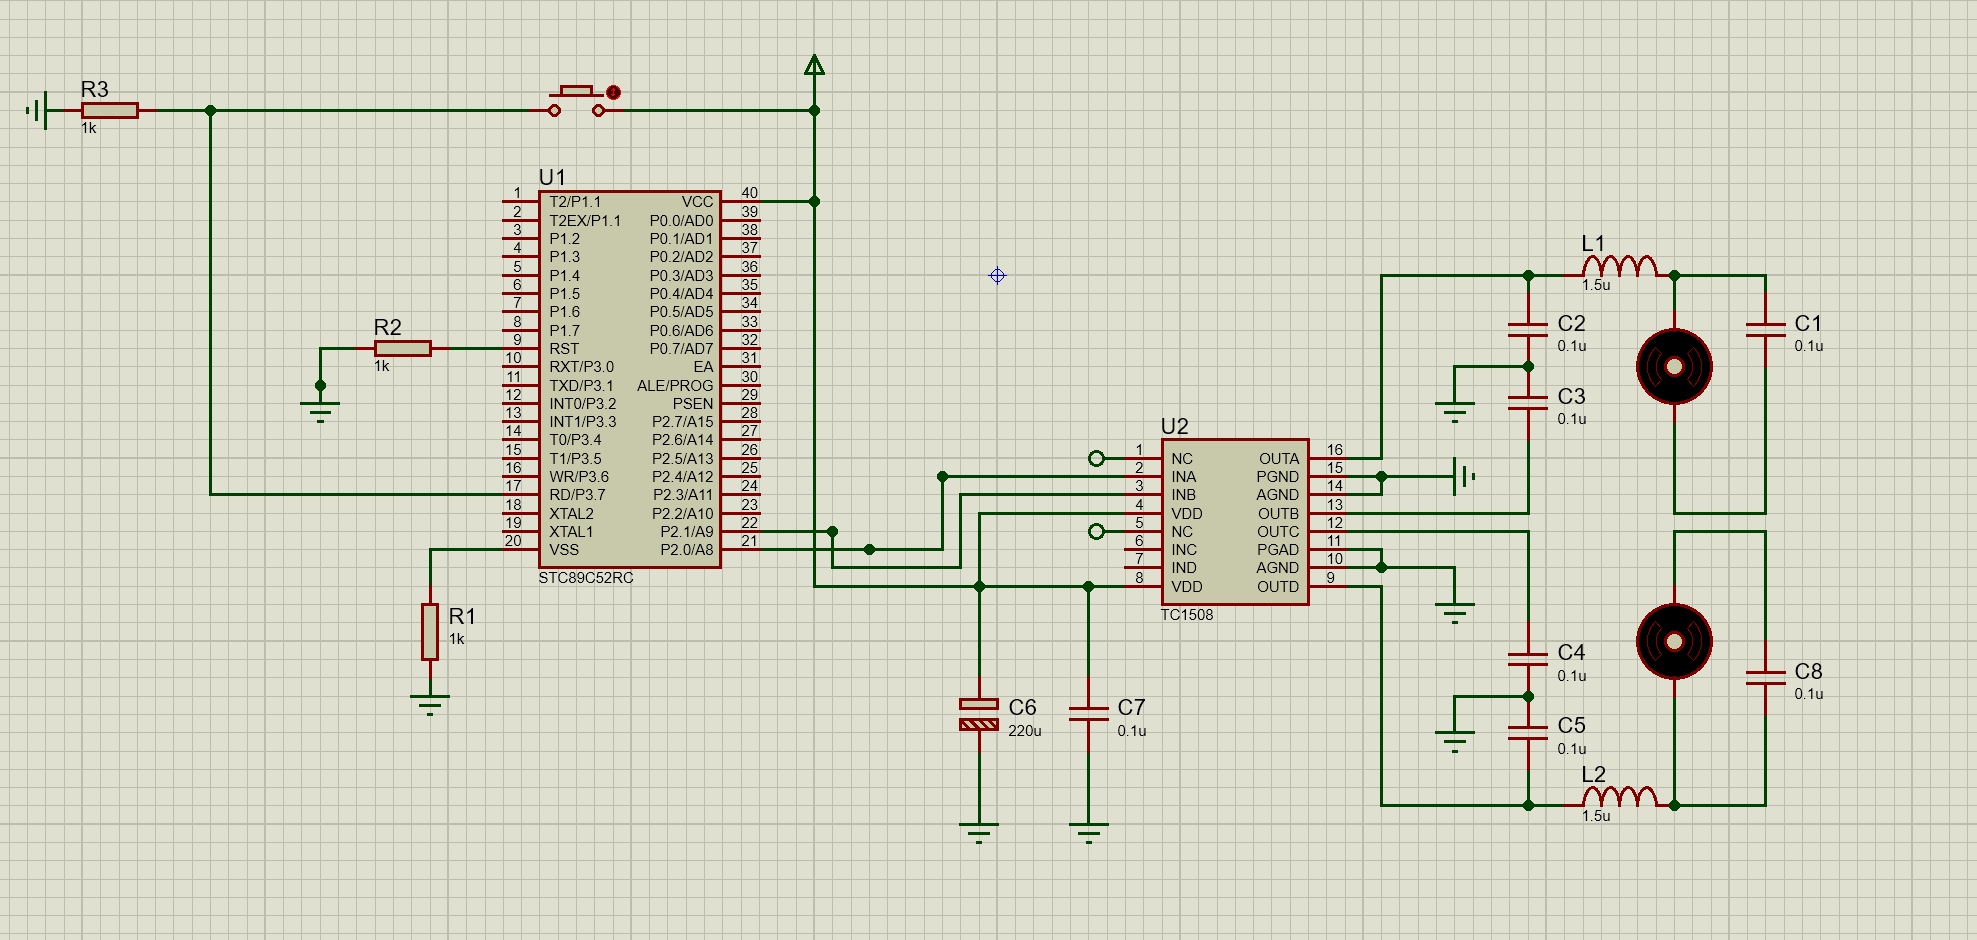 R3
1k
U1
1
2
3
4
5
6
7
8
9
10
11
12
13
14
15
16
17
18
19
20
T2/P1.1
T2EX/P1.1
P1.2
P1.3
P1.4
P1.5
P1.6
P1.7
RST
RXT/P3.0
TXD/P3.1
INT0/P3.2
INT1/P3.3
T0/P3.4
T1/P3.5
WR/P3.6
RD/P3.7
XTAL2
XTAL1
VSS
VCC
P0.0/AD0
P0.1/AD1
P0.2/AD2
P0.3/AD3
P0.4/AD4
P0.5/AD5
P0.6/AD6
P0.7/AD7
EA
ALE/PROG
PSEN
P2.7/A15
P2.6/A14
P2.5/A13
P2.4/A12
P2.3/A11
P2.2/A10
P2.1/A9
P2.0/A8
40
39
38
37
36
35
34
33
32
31
30
29
28
27
26
25
24
23
22
21
STC89C52RC
R2
1k
R1
1k
U2
1
2
3
4
5
6
7
8
NC
INA
INB
VDD
NC
INC
IND
VDD
OUTA
PGND
AGND
OUTB
OUTC
PGAD
AGND
OUTD
16
15
14
13
12
11
10
9
TC1508
C6
220u
C7
0.1u
L1
1.5u
C2
0.1u
C3
0.1u
C1
0.1u
C4
0.1u
C5
0.1u
C8
0.1u
L2
1.5u